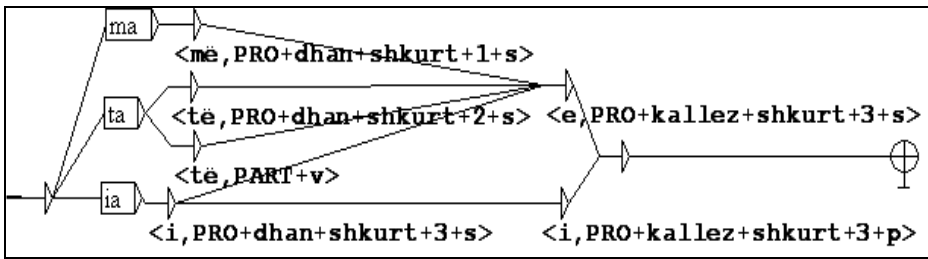 ma
<më,PRO+dhan+shkurt+1+s>
ta
<të,PRO+dhan+shkurt+2+s>
<e,PRO+kallez+shkurt+3+s>
<të,PART+v>
ia
<i,PRO+dhan+shkurt+3+s>
<i,PRO+kallez+shkurt+3+p>